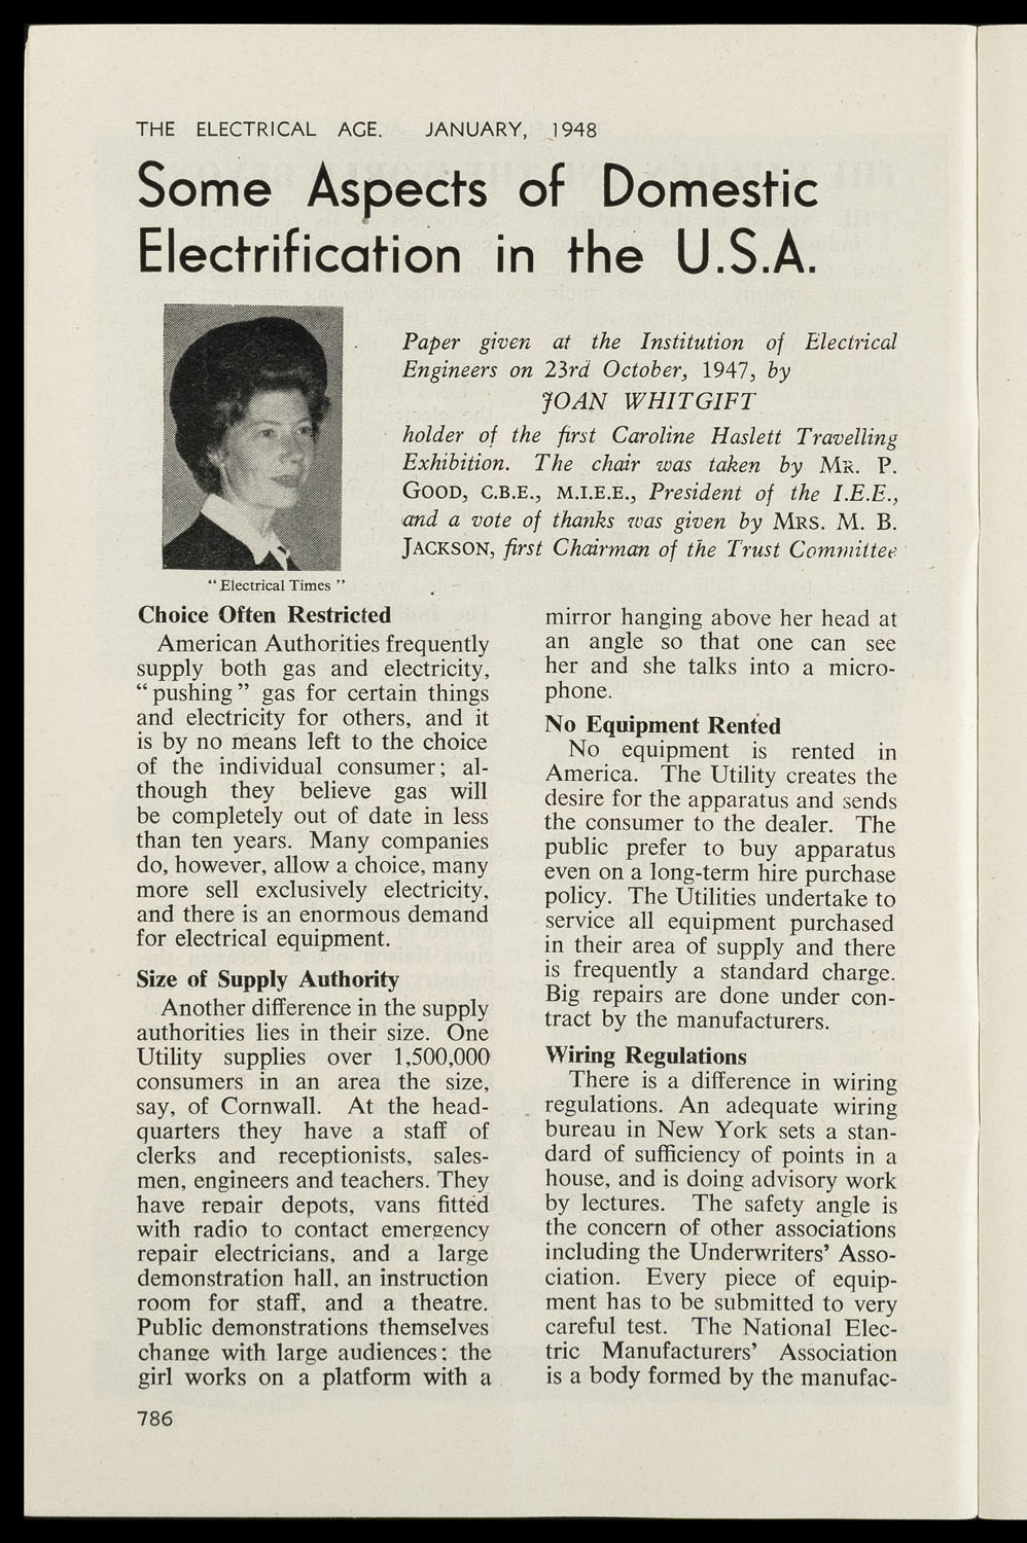 THE ELECTRICAL AGE. JANUARY, 1948
Some Aspects of Domestic
Electrification in the U.S.A.
Paper given at the Institution of Electrical
Engineers on 23rd October, 1947, by
JOAN WHITGIFT
holder of the first Caroline Haslett Travelling
Exhibition. The chair was taken by MR. P.
GOOD, C.B.E., M.I.E.E., President of the I.E.E.,
and a vote of thanks was given by MRS. M. B.
JACKSON, first Chairman of the Trust Committee
"Electrical Times"
Choice Often Restricted
American Authorities frequently
supply both gas and electricity,
"pushing" gas for certain things
and electricity for others, and it
is by no means left to the choice
of the individual consumer; al-
though they believe gas will
be completely out of date in less
than ten years. Many companies
do, however, allow a choice, many
more sell exclusively electricity,
and there is an enormous demand
for electrical equipment.
Size of Supply Authority
Another difference in the supply
authorities lies in their size. One
Utility supplies over 1,500,000
consumers in an area the size,
say, of Cornwall. At the head-
quarters they have a staff of
clerks and receptionists, sales-
men, engineers and teachers. They
have repair depots, vans fitted
with radio to contact emergency
repair electricians, and a large
demonstration hall, an instruction
room for staff, and a theatre.
Public demonstrations themselves
change with large audiences: the
girl works on a platform with a
mirror hanging above her head at
an angle so that one can see
her and she talks into a micro-
phone.
No Equipment Rented
No equipment is rented in
America. The Utility creates the
desire for the apparatus and sends
the consumer to the dealer. The
public prefer to buy apparatus
even on a long-term hire purchase
policy. The Utilities undertake to
service all equipment purchased
in their area of supply and there
is frequently a standard charge.
Big repairs are done under con-
tract by the manufacturers.
Wiring Regulations
There is a difference in wiring
regulations. An adequate wiring
bureau in New York sets a stan-
dard of sufficiency of points in a
house, and is doing advisory work
by lectures. The safety angle is
the concern of other associations
including the Underwriters' Asso-
ciation. Every piece of equip-
ment has to be submitted to very
careful test. The National Elec-
tric Manufacturers' Association
is a body formed by the manufac-
786